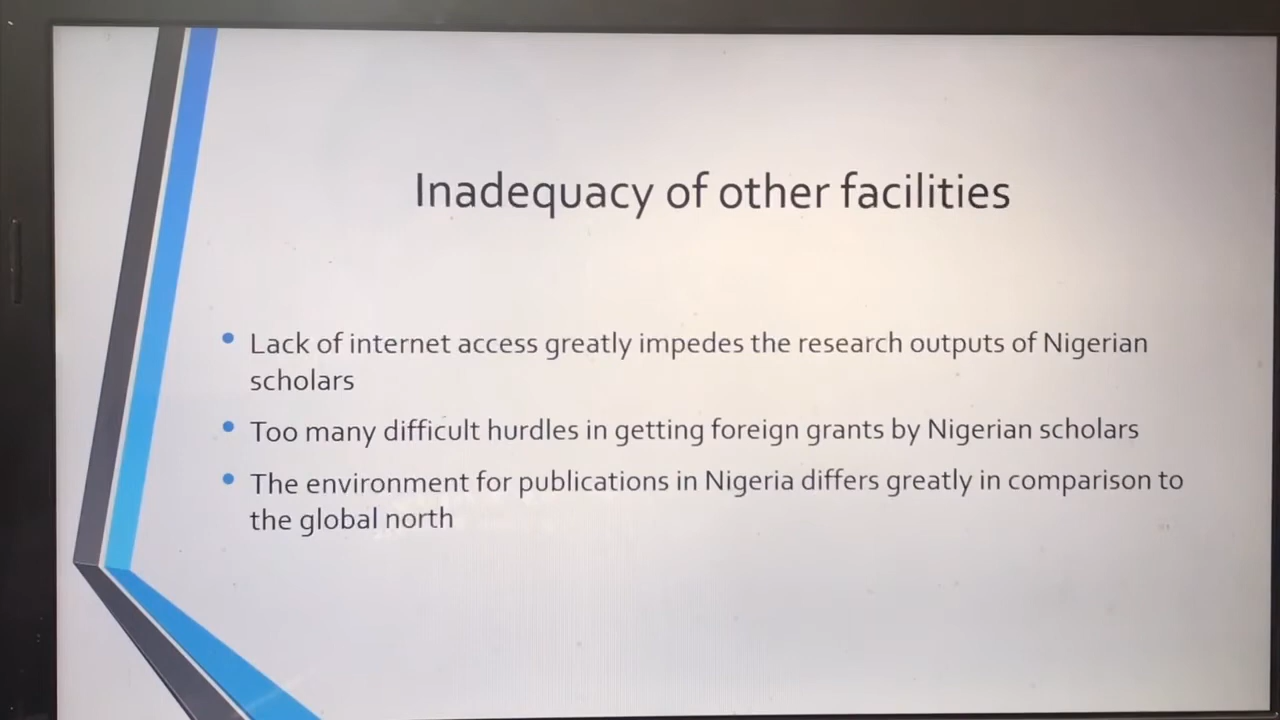 Inadequacy of other facilities
• Lack of internet access greatly impedes the research outputs of Nigerian
scholars
• Too many difficult hurdles in getting foreign grants by Nigerian scholars
• The environment for publications in Nigeria differs greatly in comparison to
the global north